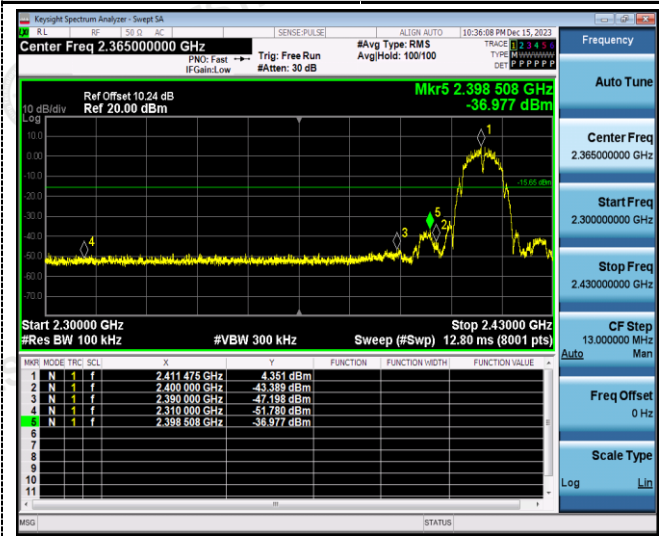 Keysight Spectrum Analyzer - Swept SA
RL RF 50 Ω AC SENSE:PULSE ALIGN AUTO 10:36:08 PM Dec 15, 2023
Center Freq 2.365000000 GHz
PNO: Fast
IFGain:Low
Trig: Free Run
#Atten: 30 dB
#Avg Type: RMS
Avg|Hold: 100/100
TRACE 1 2 3 4 5 6
TYPE
DET P P P P P P
Ref Offset 10.24 dB
10 dB/div Ref 20.00 dBm
Log
Mkr5 2.398 508 GHz
-36.977 dBm
10.0
0.00
-10.0
-20.0
-30.0
-40.0
-50.0
-60.0
-70.0
1
-15.65 dBm
5
2
3
4
Start 2.30000 GHz Stop 2.43000 GHz
#Res BW 100 kHz #VBW 300 kHz Sweep (#Swp) 12.80 ms (8001 pts)
MKR MODE TRC SCL X Y FUNCTION FUNCTION WIDTH FUNCTION VALUE
1 N 1 f 2.411 475 GHz 4.351 dBm
2 N 1 f 2.400 000 GHz -43.389 dBm
3 N 1 f 2.390 000 GHz -47.198 dBm
4 N 1 f 2.310 000 GHz -51.780 dBm
5 N 1 f 2.398 508 GHz -36.977 dBm
6
7
8
9
10
11
MSG STATUS
Frequency
Auto Tune
Center Freq
2.365000000 GHz
Start Freq
2.300000000 GHz
Stop Freq
2.430000000 GHz
CF Step
13.000000 MHz
Auto Man
Freq Offset
0 Hz
Scale Type
Log Lin